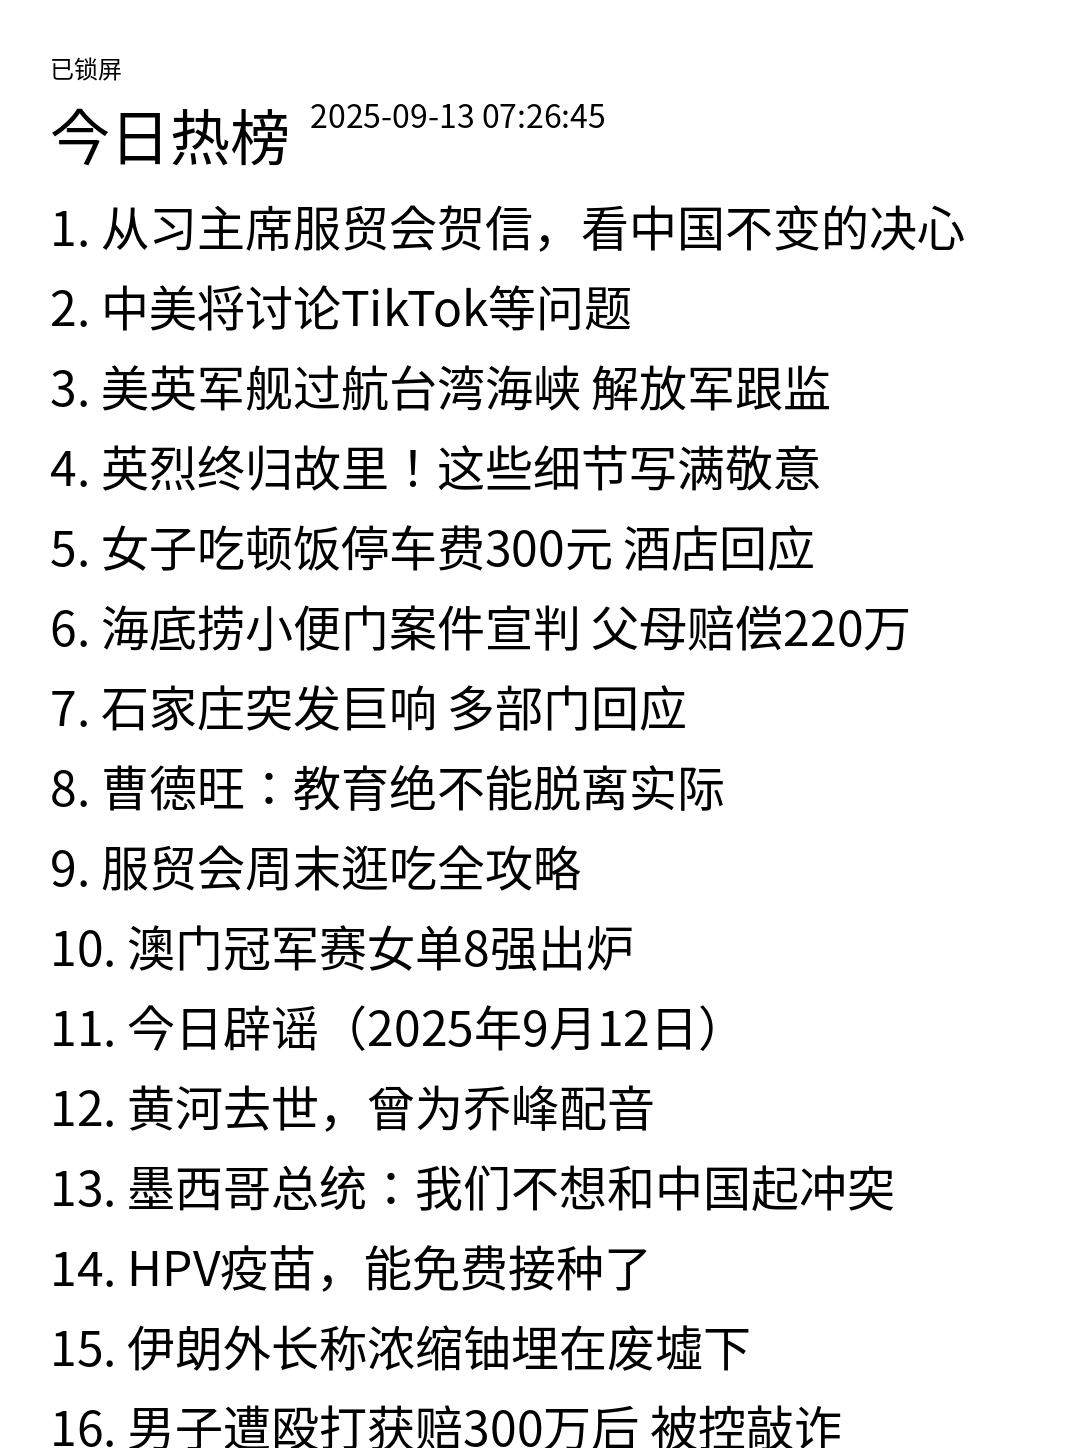 已锁屏
今日热榜 2025-09-13 07:26:45
1. 从习主席服贸会贺信，看中国不变的决心
2. 中美将讨论TikTok等问题
3. 美英军舰过航台湾海峡 解放军跟监
4. 英烈终归故里！这些细节写满敬意
5. 女子吃顿饭停车费300元 酒店回应
6. 海底捞小便门案件宣判 父母赔偿220万
7. 石家庄突发巨响 多部门回应
8. 曹德旺：教育绝不能脱离实际
9. 服贸会周末逛吃全攻略
10. 澳门冠军赛女单8强出炉
11. 今日辟谣（2025年9月12日）
12. 黄河去世，曾为乔峰配音
13. 墨西哥总统：我们不想和中国起冲突
14. HPV疫苗，能免费接种了
15. 伊朗外长称浓缩铀埋在废墟下
16. 男子遭殴打获赔300万后 被控敲诈